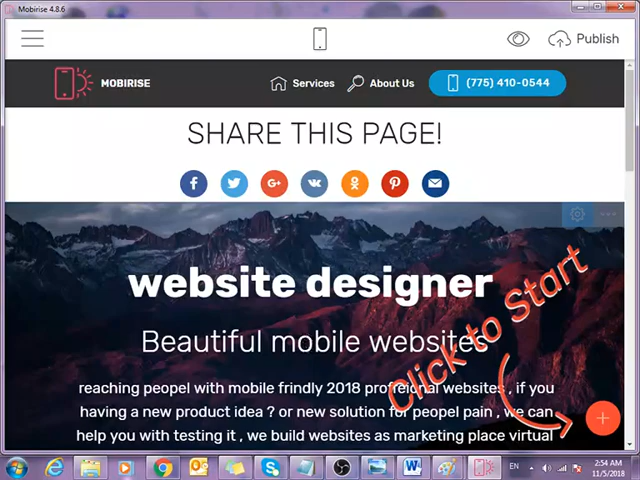 Mobirise 4.8.6
Publish
MOBIRISE
Services
About Us
(775) 410-0544
SHARE THIS PAGE!
website designer
Beautiful mobile websites
Click to Start
reaching peopel with mobile frindly 2018 proffeional websites , if you
having a new product idea ? or new solution for peopel pain , we can
help you with testing it , we build websites as marketing place virtual
EN
2:54 AM
11/5/2018